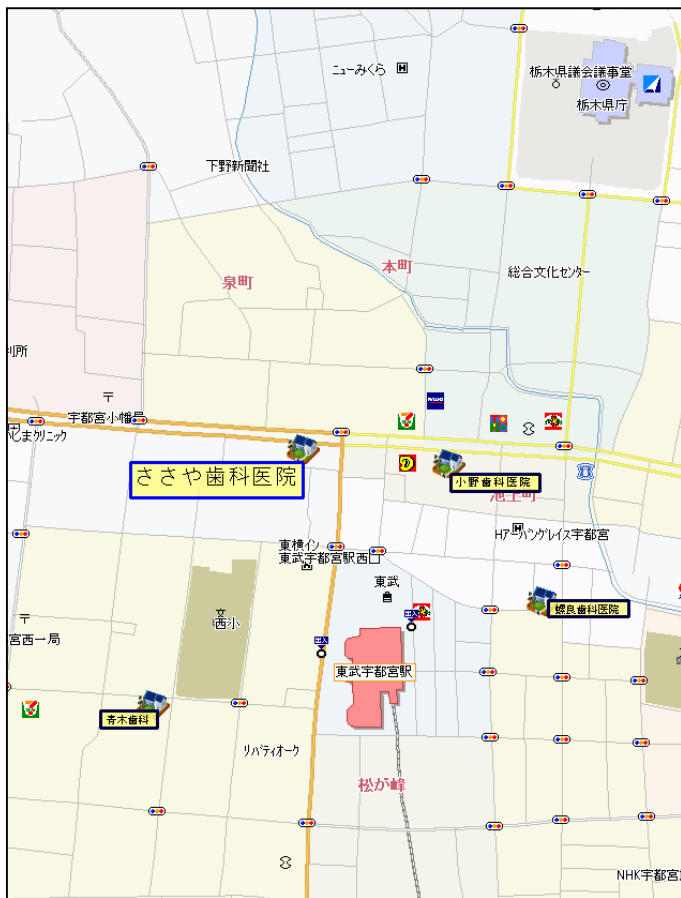 ニューみくら
栃木県議会議事堂
栃木県庁
下野新聞社
本町
泉町
総合文化センター
判所
宇都宮小幡局
じまクリニック
ささや歯科医院
小野歯科医院
池上町
Hアーバングレイス宇都宮
東横イン
東武宇都宮駅西口
東武
出入
螺良歯科医院
西小
宮西一局
出入
東武宇都宮駅
青木歯科
リバティオーク
松が峰
NHK宇都宮